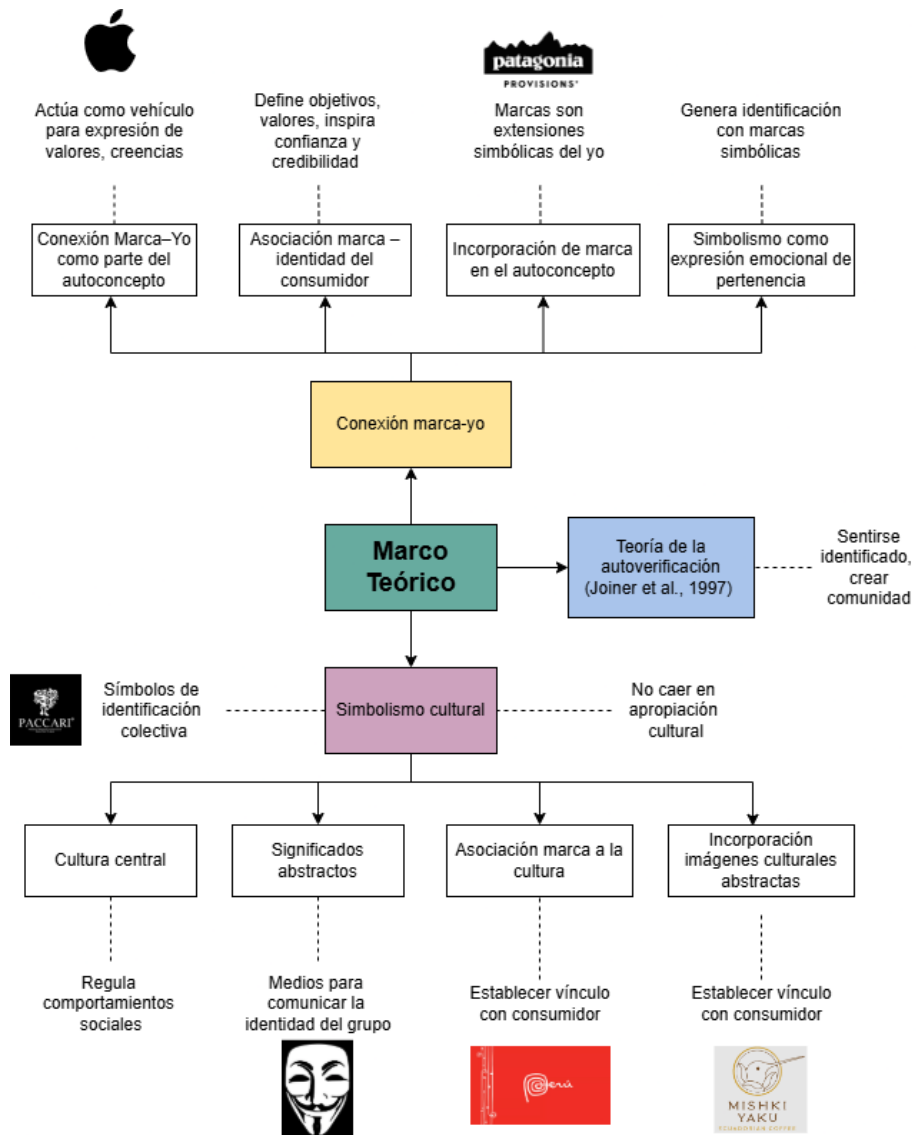 patagonia
PROVISIONS®
Actúa como vehículo
para expresión de
valores, creencias
Define objetivos,
valores, inspira
confianza y
credibilidad
Marcas son
extensiones
simbólicas del yo
Genera identificación
con marcas
simbólicas
Conexión Marca–Yo
como parte del
autoconcepto
Asociación marca –
identidad del
consumidor
Incorporación de marca
en el autoconcepto
Simbolismo como
expresión emocional de
pertenencia
Conexión marca-yo
Marco
Teórico
Teoría de la
autoverificación
(Joiner et al., 1997)
Sentirse
identificado,
crear
comunidad
PACCARI®
Símbolos de
identificación
colectiva
Simbolismo cultural
No caer en
apropiación
cultural
Cultura central
Significados
abstractos
Asociación marca a la
cultura
Incorporación
imágenes culturales
abstractas
Regula
comportamientos
sociales
Medios para
comunicar la
identidad del grupo
Establecer vínculo
con consumidor
Establecer vínculo
con consumidor
Perú
MISHKI
YAKU
ECUADORIAN COFFEE